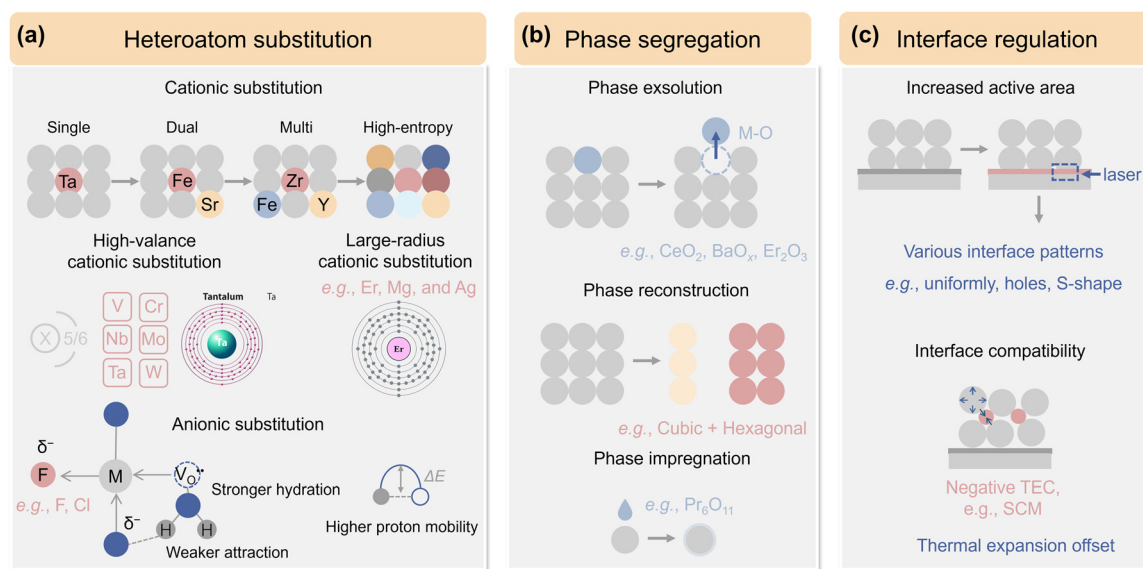 (a) Heteroatom substitution
Cationic substitution
Single Dual Multi High-entropy
Ta Fe Zr
Sr Fe Y
High-valance
cationic substitution
Large-radius
cationic substitution
e.g., Er, Mg, and Ag
V Cr
X 5/6 Nb Mo
Ta W
Tantalum Ta
Ta
Er
Anionic substitution
δ⁻
F M V_O••
e.g., F, Cl
Stronger hydration
δ⁻ H H
Weaker attraction
ΔE
Higher proton mobility
(b) Phase segregation
Phase exsolution
M-O
e.g., CeO₂, BaOₓ, Er₂O₃
Phase reconstruction
e.g., Cubic + Hexagonal
Phase impregnation
e.g., Pr₆O₁₁
(c) Interface regulation
Increased active area
laser
Various interface patterns
e.g., uniformly, holes, S-shape
Interface compatibility
Negative TEC,
e.g., SCM
Thermal expansion offset